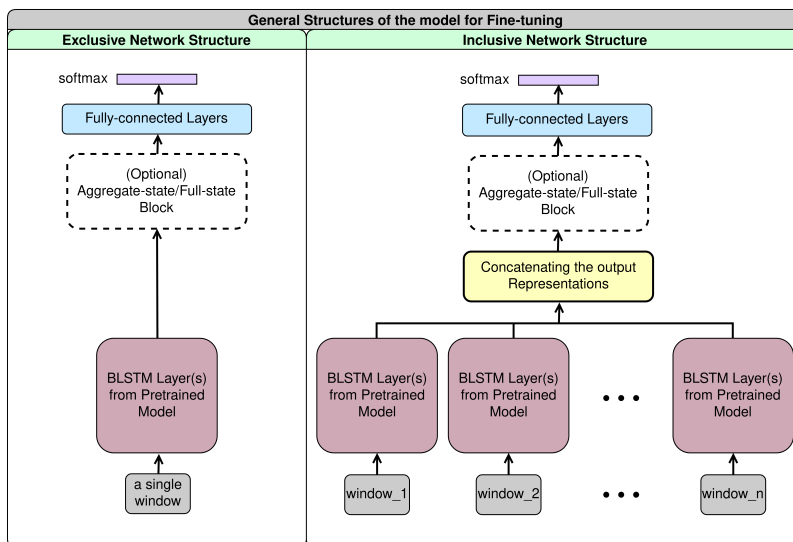 General Structures of the model for Fine-tuning
Exclusive Network Structure
softmax
Fully-connected Layers
(Optional)
Aggregate-state/Full-state
Block
BLSTM Layer(s)
from Pretrained
Model
a single
window
Inclusive Network Structure
softmax
Fully-connected Layers
(Optional)
Aggregate-state/Full-state
Block
Concatenating the output
Representations
BLSTM Layer(s)
from Pretrained
Model
BLSTM Layer(s)
from Pretrained
Model
BLSTM Layer(s)
from Pretrained
Model
window_1
window_2
window_n